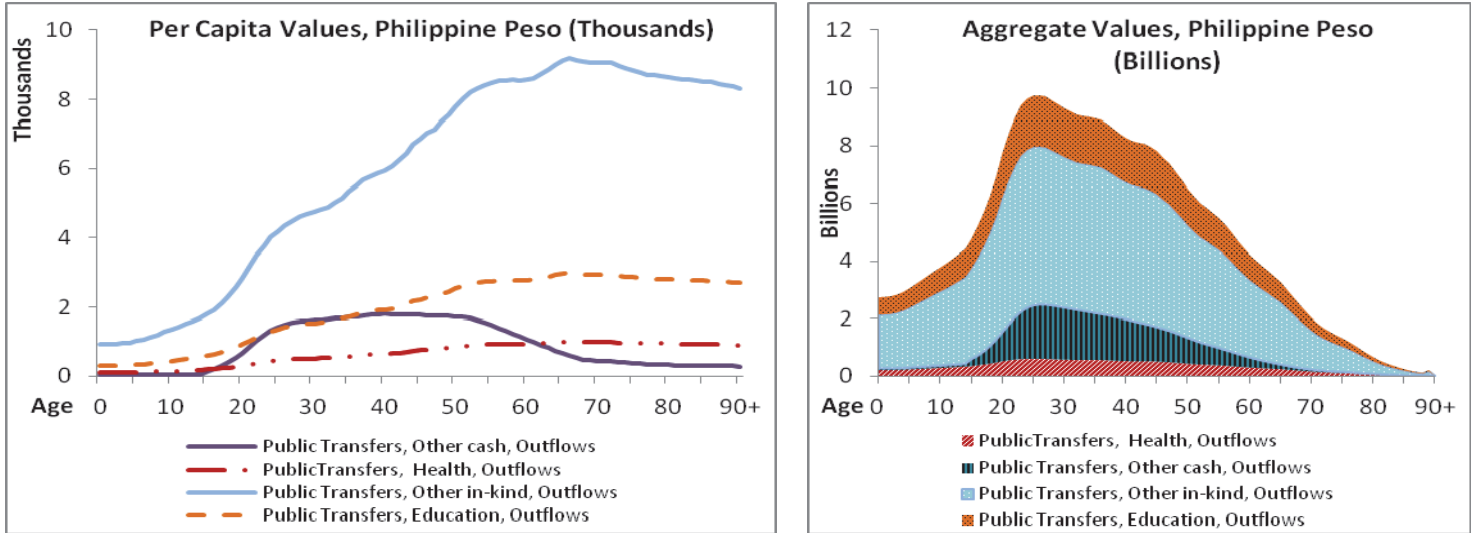 Per Capita Values, Philippine Peso (Thousands)
Thousands
10
8
6
4
2
0
Age 0 10 20 30 40 50 60 70 80 90+
Public Transfers, Other cash, Outflows
PublicTransfers, Health, Outflows
Public Transfers, Other in-kind, Outflows
Public Transfers, Education, Outflows
Aggregate Values, Philippine Peso
(Billions)
Billions
12
10
8
6
4
2
0
Age 0 10 20 30 40 50 60 70 80 90+
PublicTransfers, Health, Outflows
Public Transfers, Other cash, Outflows
Public Transfers, Other in-kind, Outflows
Public Transfers, Education, Outflows